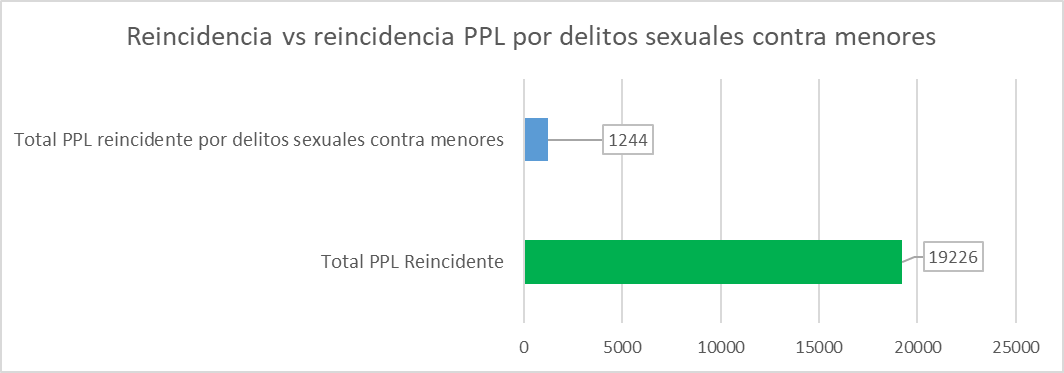 Reincidencia vs reincidencia PPL por delitos sexuales contra menores
Total PPL reincidente por delitos sexuales contra menores
1244
Total PPL Reincidente
19226
0 5000 10000 15000 20000 25000